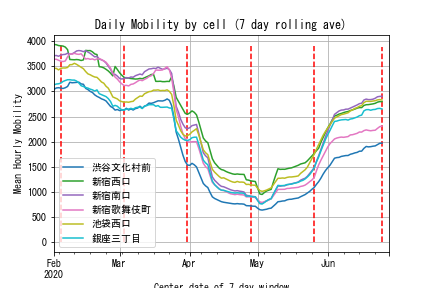 Daily Mobility by cell (7 day rolling ave)
Mean Hourly Mobility
4000
3500
3000
2500
2000
1500
1000
500
0
渋谷文化村前
新宿西口
新宿南口
新宿歌舞伎町
池袋西口
銀座三丁目
Feb
2020
Mar
Apr
May
Jun
Center date of 7 day window